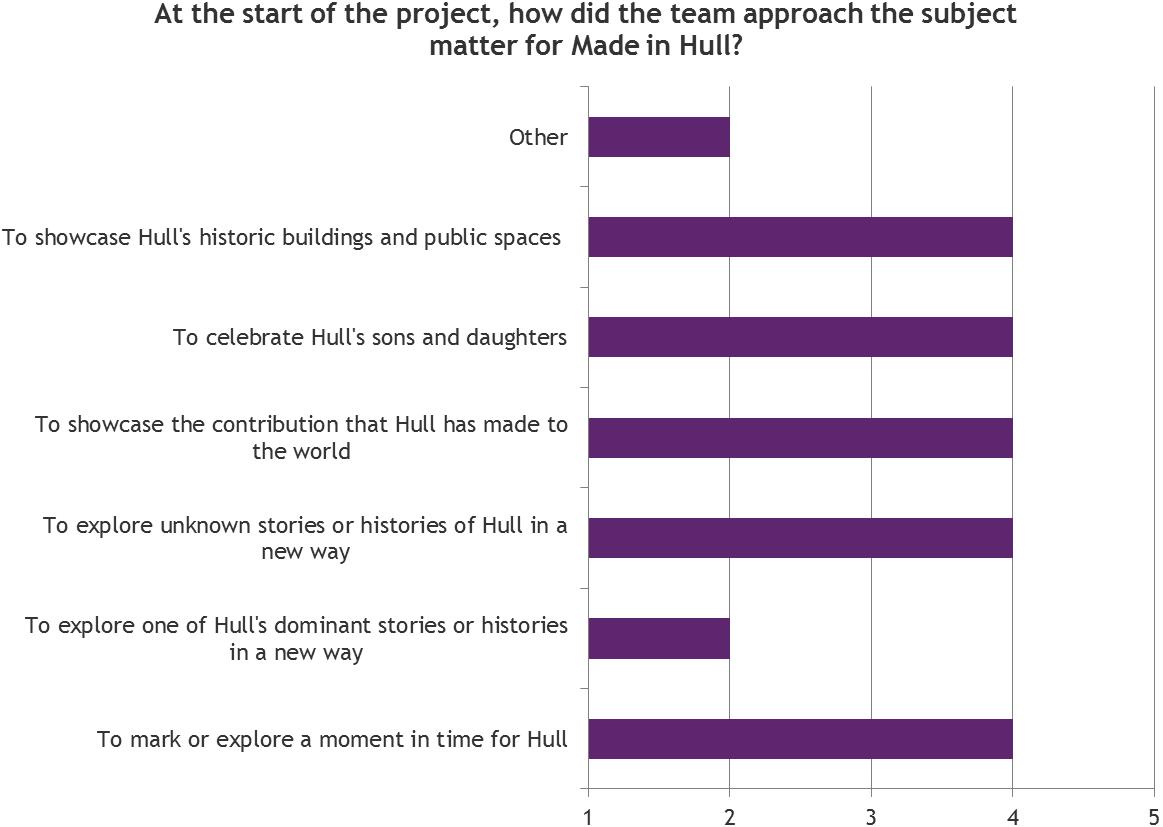 At the start of the project, how did the team approach the subject
matter for Made in Hull?
Other
To showcase Hull's historic buildings and public spaces
To celebrate Hull's sons and daughters
To showcase the contribution that Hull has made to
the world
To explore unknown stories or histories of Hull in a
new way
To explore one of Hull's dominant stories or histories
in a new way
To mark or explore a moment in time for Hull
1 2 3 4 5